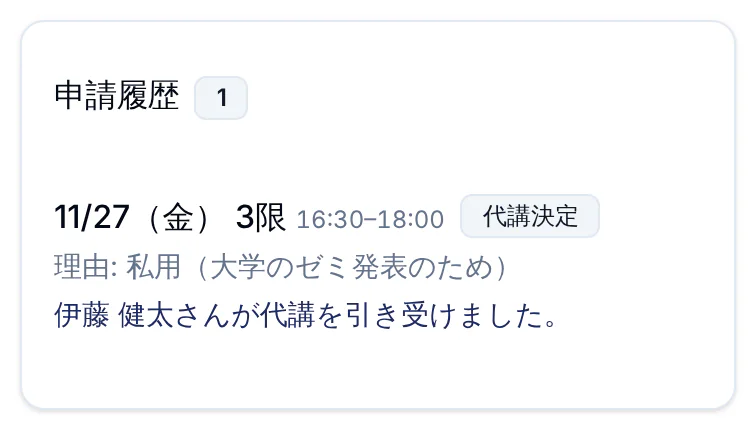 申請履歴 1
11/27（金） 3限 16:30–18:00 代講決定
理由: 私用（大学のゼミ発表のため）
伊藤 健太さんが代講を引き受けました。